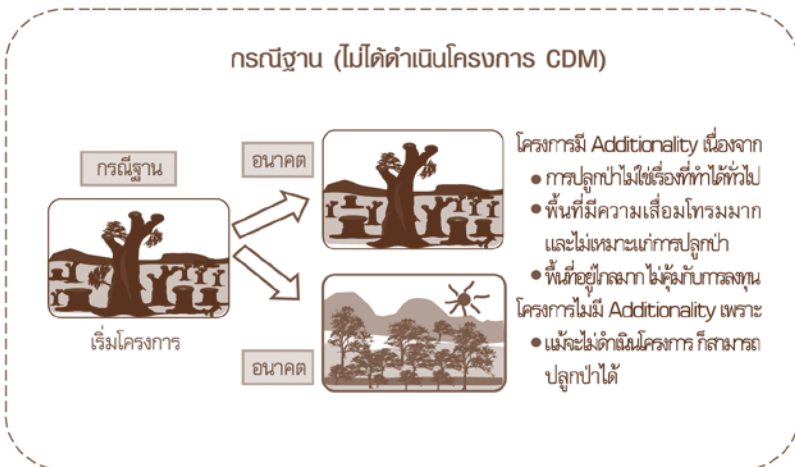 กรณีฐาน (ไม่ได้ดำเนินโครงการ CDM)
กรณีฐาน
เริ่มโครงการ
อนาคต
อนาคต
โครงการมี Additionality เนื่องจาก
● การปลูกป่าไม่ใช่เรื่องที่ทำได้ทั่วไป
● พื้นที่มีความเสื่อมโทรมมาก
และไม่เหมาะแก่การปลูกป่า
● พื้นที่อยู่ไกลมาก ไม่คุ้มกับการลงทุน
โครงการไม่มี Additionality เพราะ
● แม้จะไม่ดำเนินโครงการ ก็สามารถ
ปลูกป่าได้